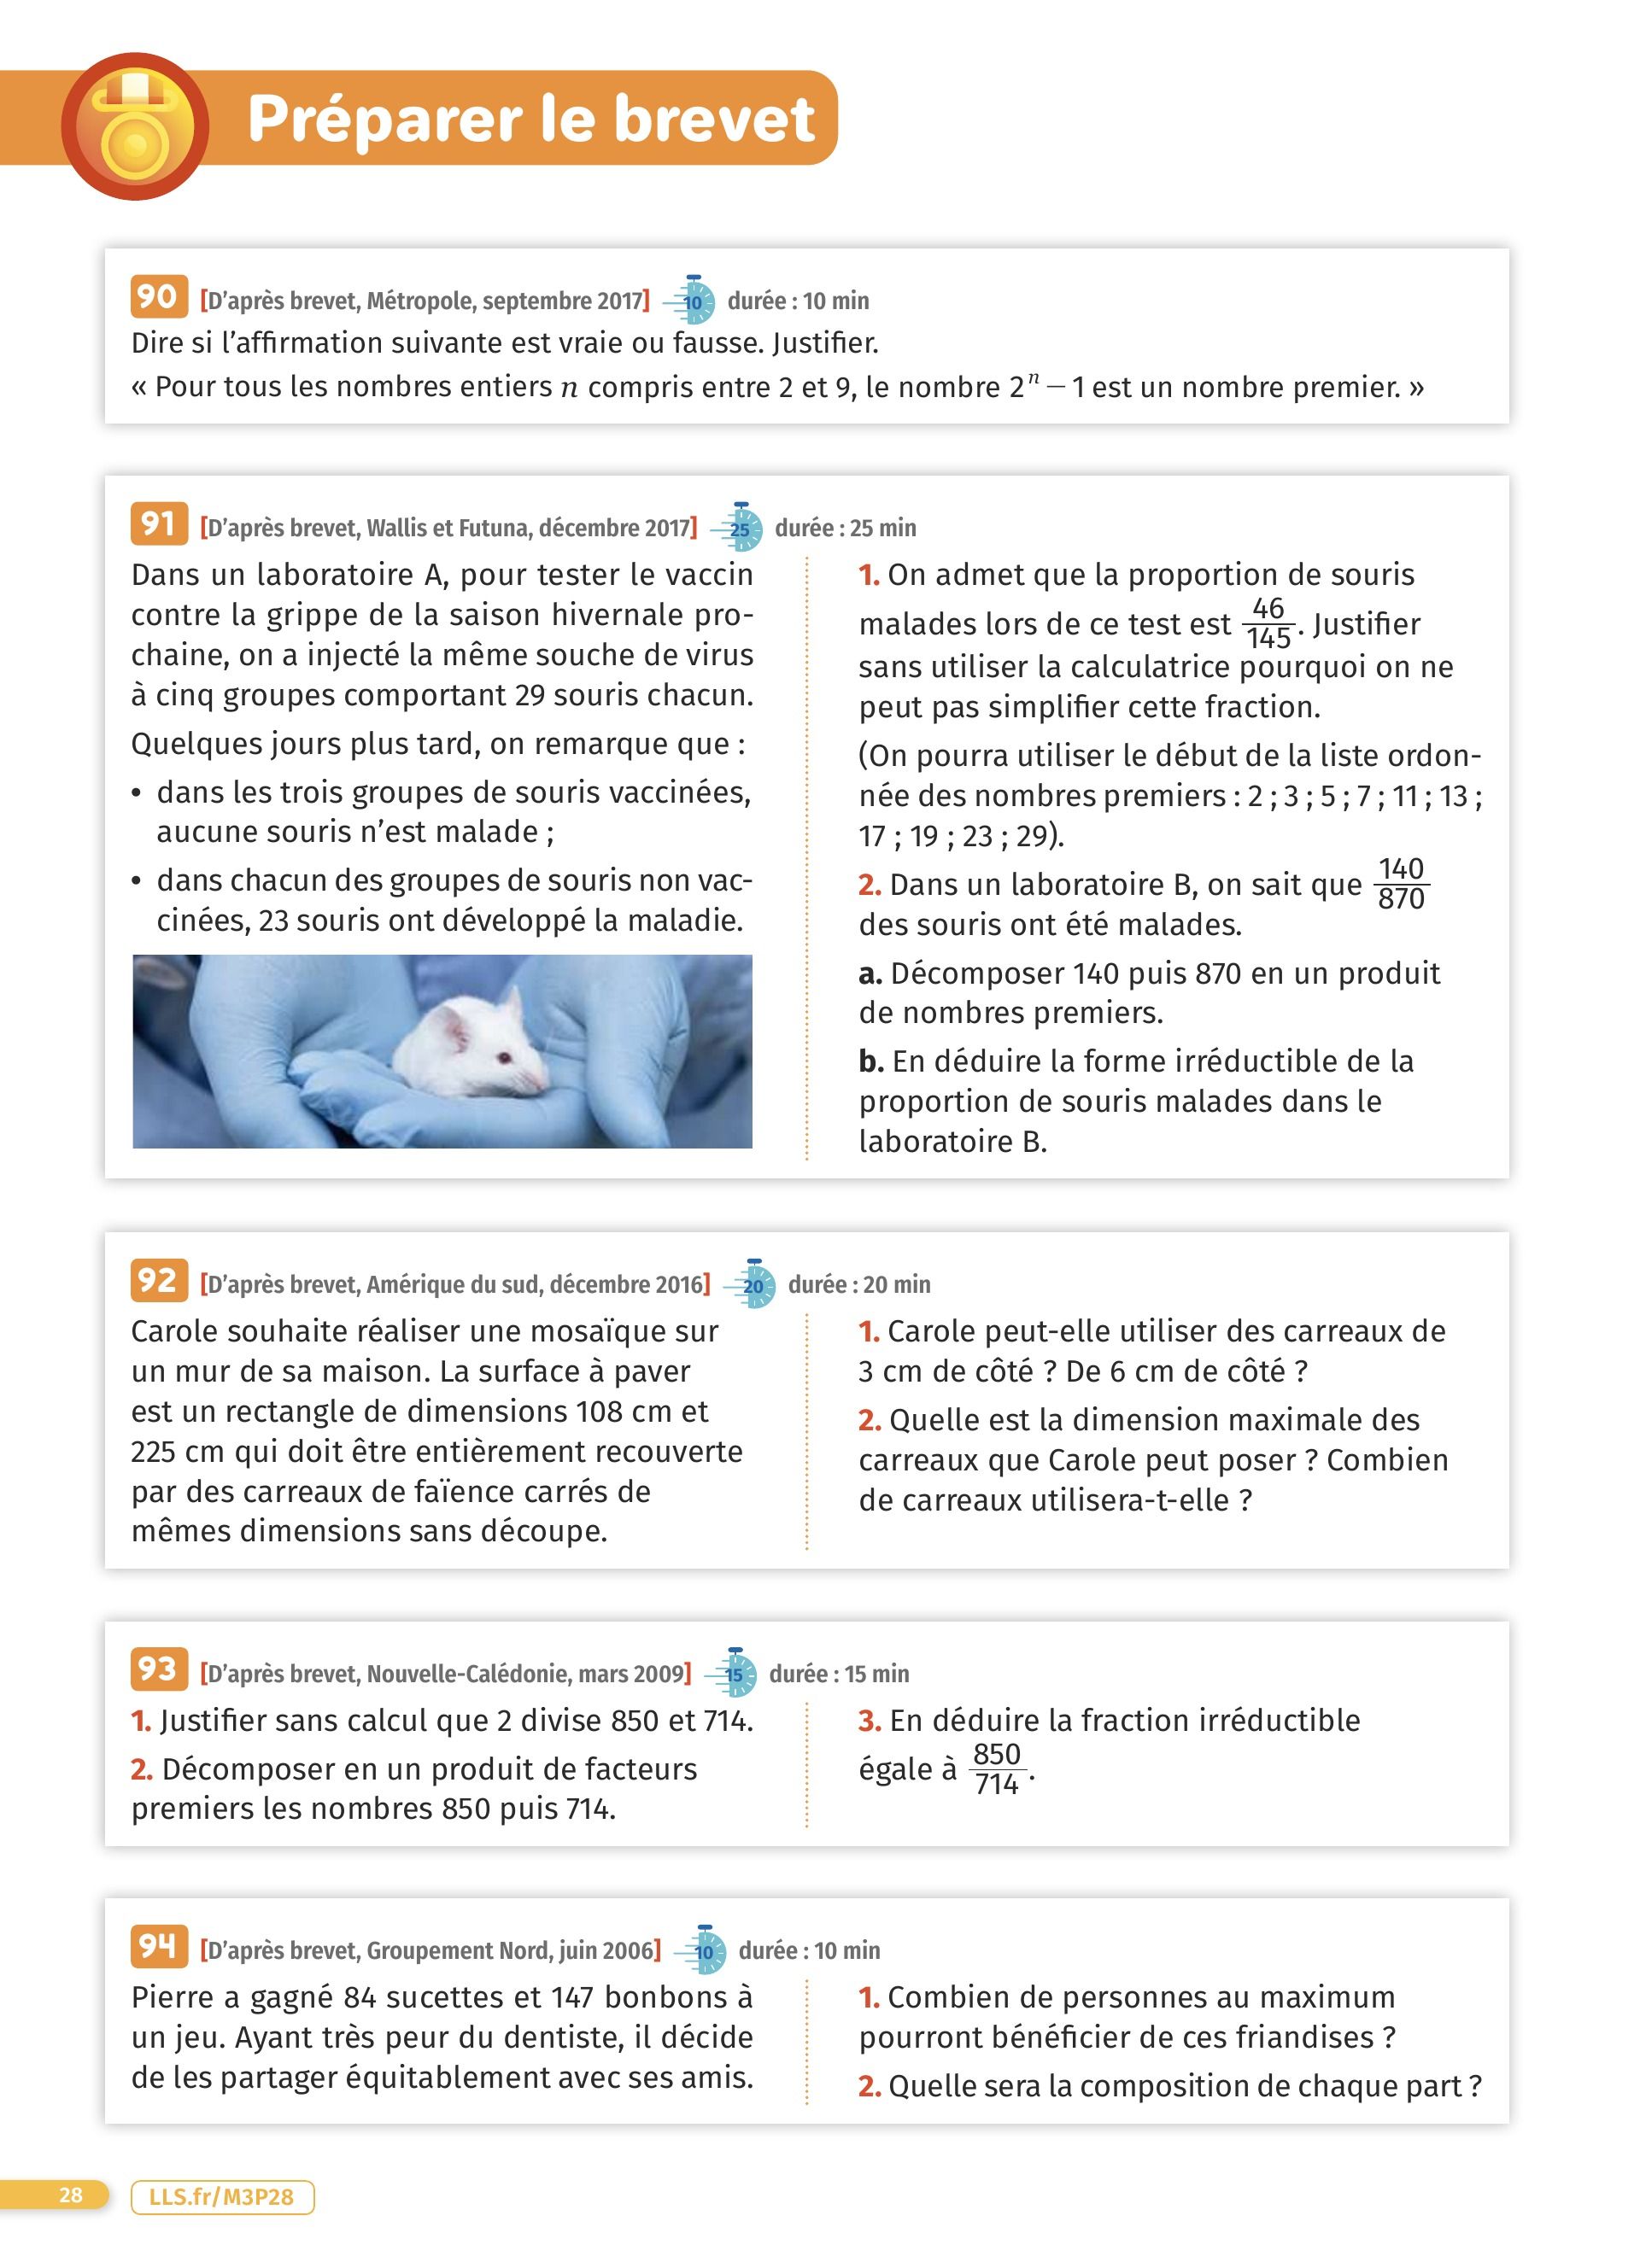 Préparer le brevet
90 [D'après brevet, Métropole, septembre 2017] 10 durée : 10 min
Dire si l'affirmation suivante est vraie ou fausse. Justifier.
« Pour tous les nombres entiers n compris entre 2 et 9, le nombre 2ⁿ − 1 est un nombre premier. »
91 [D'après brevet, Wallis et Futuna, décembre 2017] 25 durée : 25 min
Dans un laboratoire A, pour tester le vaccin
contre la grippe de la saison hivernale pro-
chaine, on a injecté la même souche de virus
à cinq groupes comportant 29 souris chacun.
Quelques jours plus tard, on remarque que :
• dans les trois groupes de souris vaccinées,
aucune souris n'est malade ;
• dans chacun des groupes de souris non vac-
cinées, 23 souris ont développé la maladie.
1. On admet que la proportion de souris
malades lors de ce test est 46/145. Justifier
sans utiliser la calculatrice pourquoi on ne
peut pas simplifier cette fraction.
(On pourra utiliser le début de la liste ordon-
née des nombres premiers : 2 ; 3 ; 5 ; 7 ; 11 ; 13 ;
17 ; 19 ; 23 ; 29).
2. Dans un laboratoire B, on sait que 140/870
des souris ont été malades.
a. Décomposer 140 puis 870 en un produit
de nombres premiers.
b. En déduire la forme irréductible de la
proportion de souris malades dans le
laboratoire B.
92 [D'après brevet, Amérique du sud, décembre 2016] 20 durée : 20 min
Carole souhaite réaliser une mosaïque sur
un mur de sa maison. La surface à paver
est un rectangle de dimensions 108 cm et
225 cm qui doit être entièrement recouverte
par des carreaux de faïence carrés de
mêmes dimensions sans découpe.
1. Carole peut-elle utiliser des carreaux de
3 cm de côté ? De 6 cm de côté ?
2. Quelle est la dimension maximale des
carreaux que Carole peut poser ? Combien
de carreaux utilisera-t-elle ?
93 [D'après brevet, Nouvelle-Calédonie, mars 2009] 15 durée : 15 min
1. Justifier sans calcul que 2 divise 850 et 714.
2. Décomposer en un produit de facteurs
premiers les nombres 850 puis 714.
3. En déduire la fraction irréductible
égale à 850/714.
94 [D'après brevet, Groupement Nord, juin 2006] 10 durée : 10 min
Pierre a gagné 84 sucettes et 147 bonbons à
un jeu. Ayant très peur du dentiste, il décide
de les partager équitablement avec ses amis.
1. Combien de personnes au maximum
pourront bénéficier de ces friandises ?
2. Quelle sera la composition de chaque part ?
28 LLS.fr/M3P28